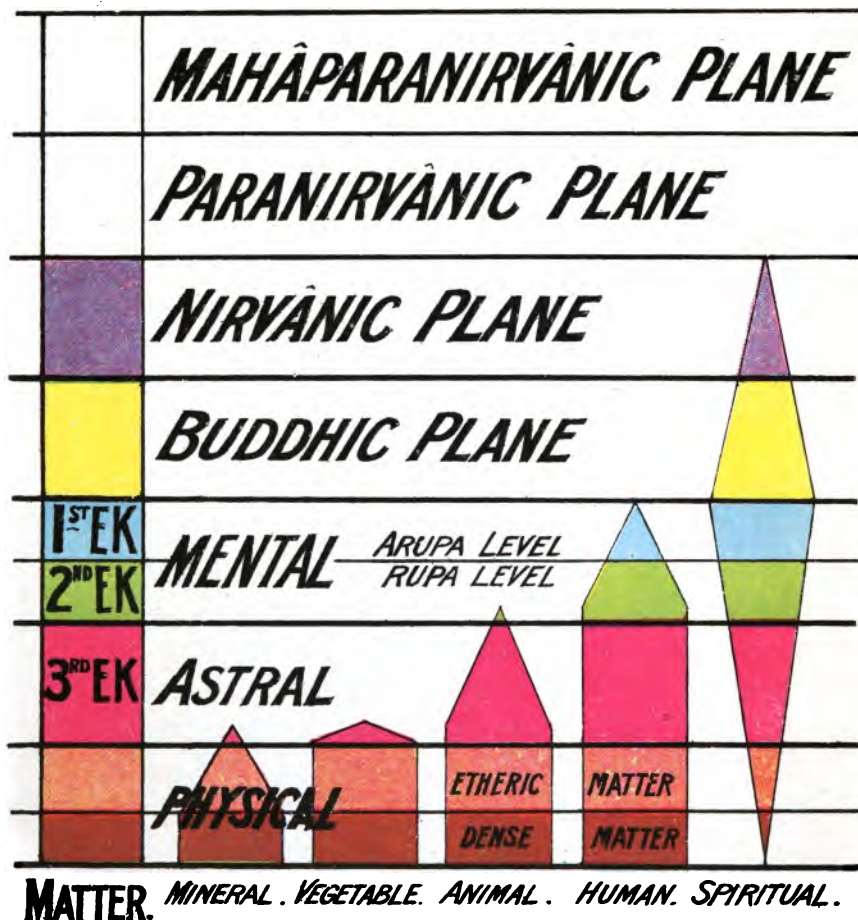 MAHÂPARANIRVÂNIC PLANE
PARANIRVÂNIC PLANE
NIRVÂNIC PLANE
BUDDHIC PLANE
1ST EK
MENTAL
ARUPA LEVEL
2ND EK
RUPA LEVEL
3RD EK
ASTRAL
PHYSICAL
ETHERIC MATTER
DENSE MATTER
MATTER. MINERAL. VEGETABLE. ANIMAL. HUMAN. SPIRITUAL.